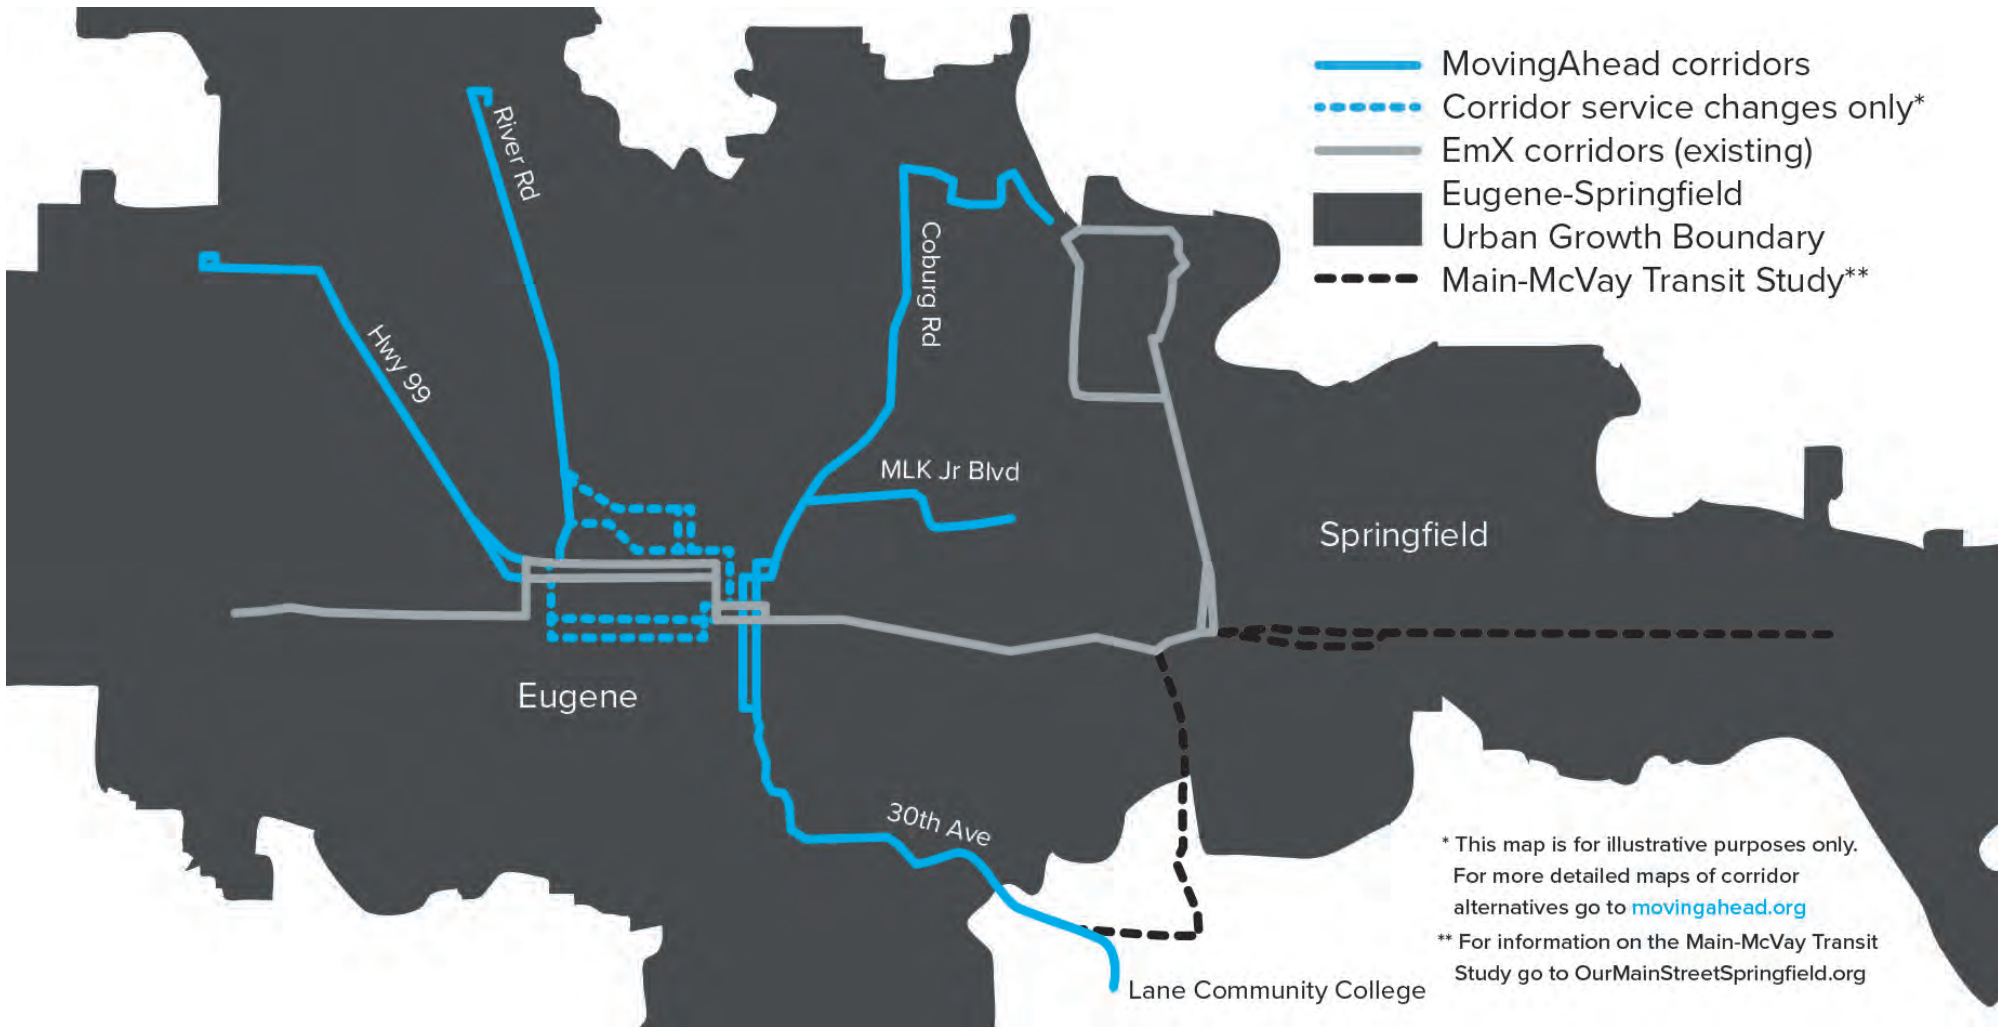 MovingAhead corridors
Corridor service changes only*
EmX corridors (existing)
Eugene-Springfield
Urban Growth Boundary
Main-McVay Transit Study**
River Rd
Coburg Rd
Hwy 99
MLK Jr Blvd
Springfield
Eugene
30th Ave
Lane Community College
* This map is for illustrative purposes only.
For more detailed maps of corridor
alternatives go to movingahead.org
** For information on the Main-McVay Transit
Study go to OurMainStreetSpringfield.org